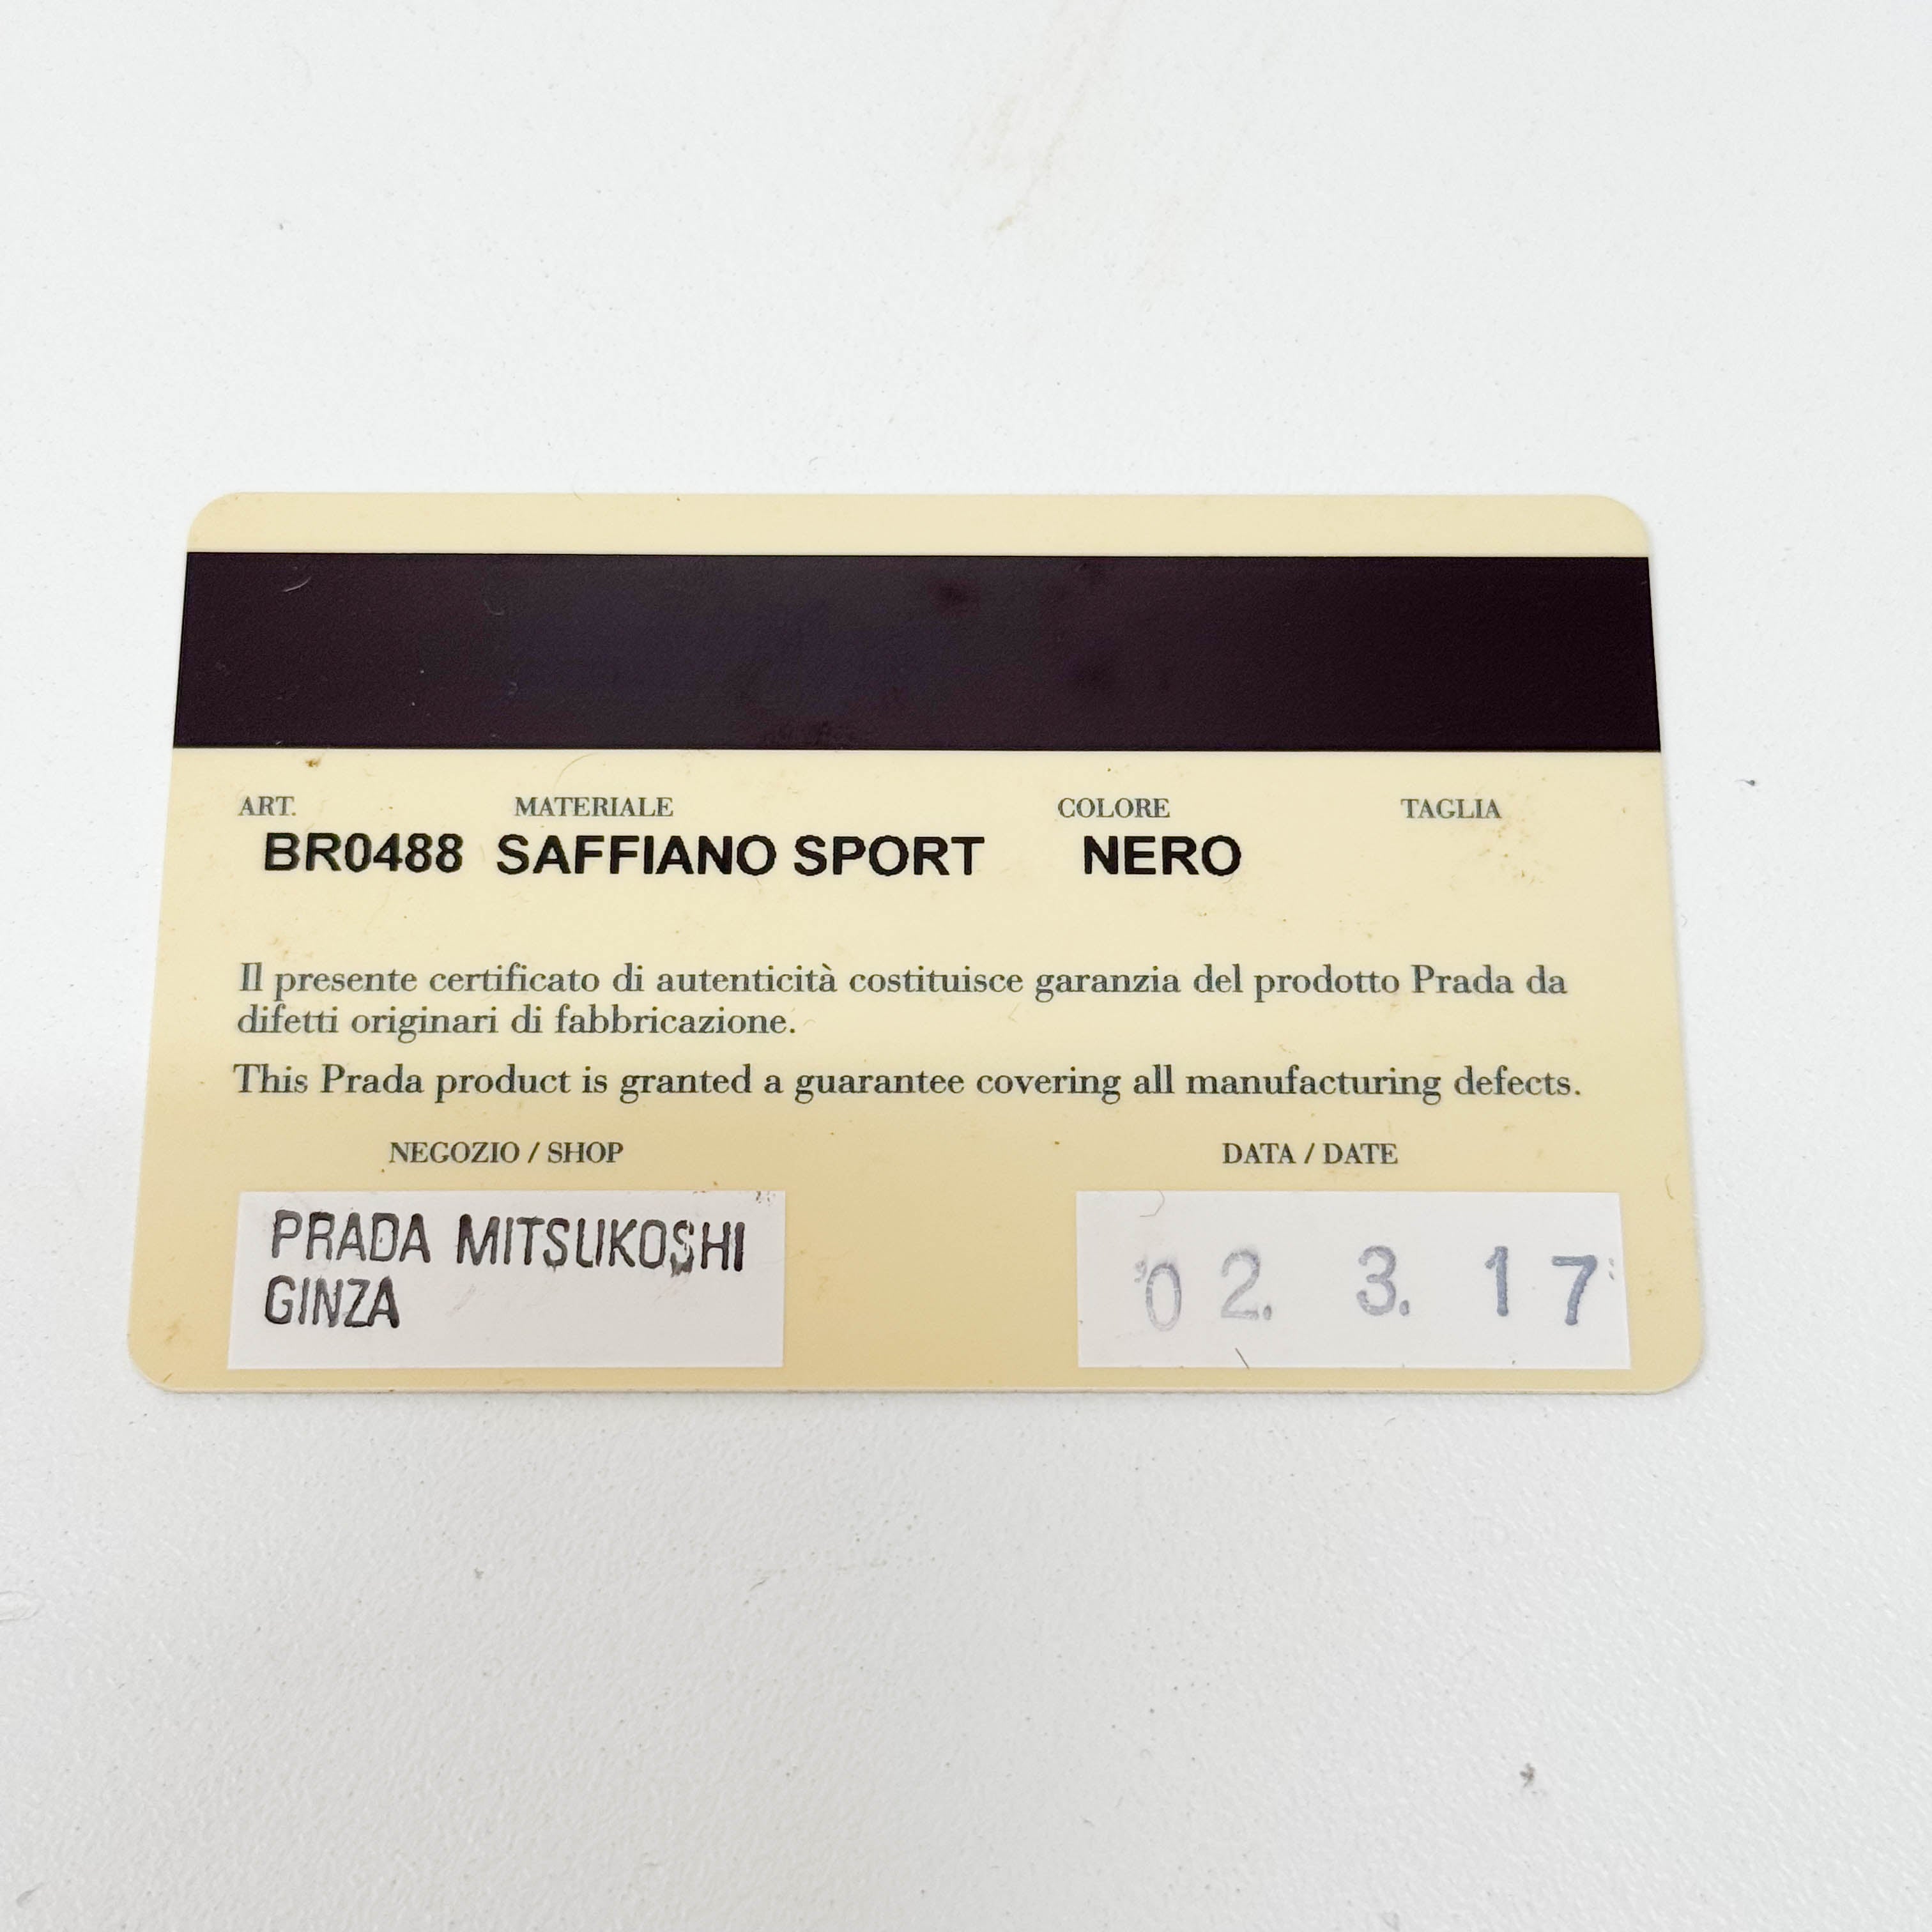 ART. MATERIALE COLORE TAGLIA
BR0488 SAFFIANO SPORT NERO
Il presente certificato di autenticità costituisce garanzia del prodotto Prada da
difetti originari di fabbricazione.
This Prada product is granted a guarantee covering all manufacturing defects.
NEGOZIO / SHOP DATA / DATE
PRADA MITSUKOSHI
GINZA
'02. 3. 17